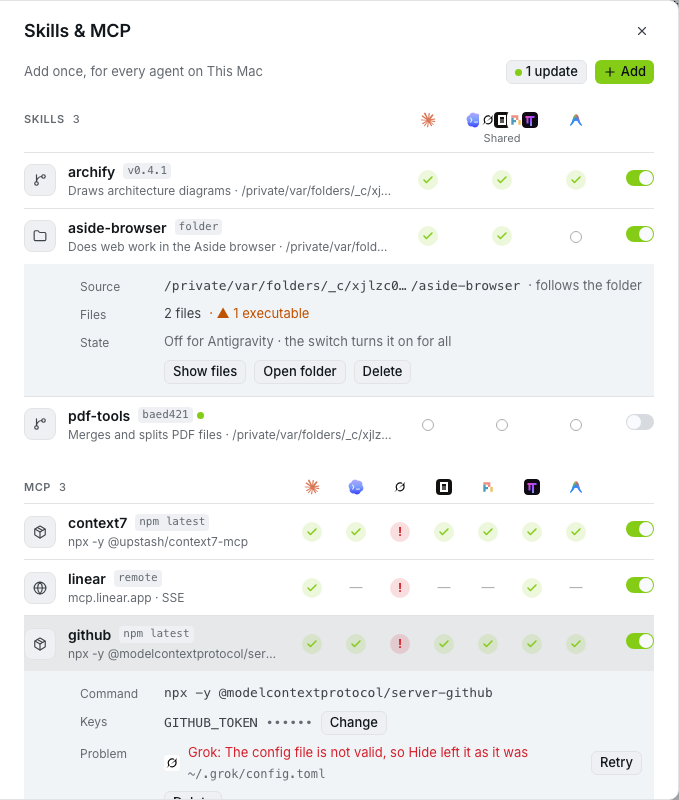 Skills & MCP
Add once, for every agent on This Mac
1 update
+ Add
SKILLS 3
Shared
archify v0.4.1
Draws architecture diagrams · /private/var/folders/_c/xj...
aside-browser folder
Does web work in the Aside browser · /private/var/fold...
Source /private/var/folders/_c/xjlzc0… /aside-browser · follows the folder
Files 2 files · ▲ 1 executable
State Off for Antigravity · the switch turns it on for all
Show files Open folder Delete
pdf-tools baed421
Merges and splits PDF files · /private/var/folders/_c/xjlz...
MCP 3
context7 npm latest
npx -y @upstash/context7-mcp
linear remote
mcp.linear.app · SSE
github npm latest
npx -y @modelcontextprotocol/ser...
Command npx -y @modelcontextprotocol/server-github
Keys GITHUB_TOKEN •••••• Change
Problem Grok: The config file is not valid, so Hide left it as it was
~/.grok/config.toml
Retry